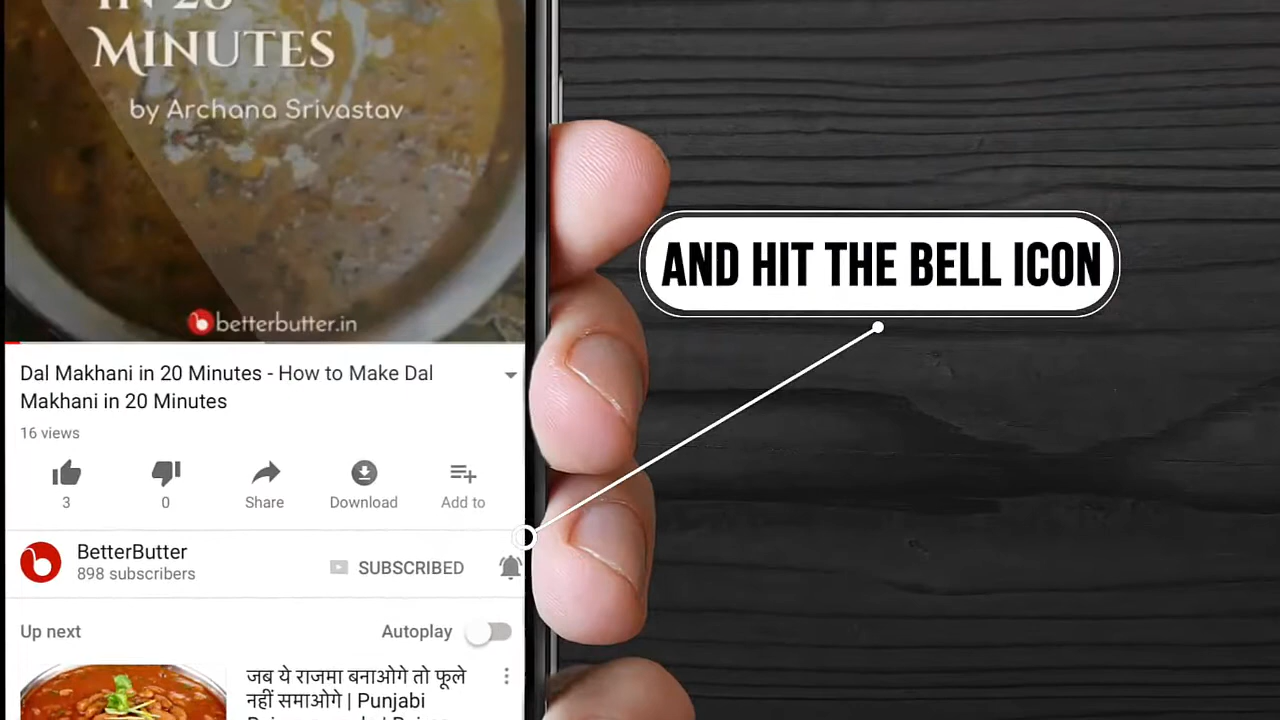 IN 20
MINUTES
by Archana Srivastav
betterbutter.in
AND HIT THE BELL ICON
Dal Makhani in 20 Minutes - How to Make Dal
Makhani in 20 Minutes
16 views
3
0
Share
Download
Add to
BetterButter
898 subscribers
SUBSCRIBED
Up next
Autoplay
जब ये राजमा बनाओगे तो फूले
नहीं समाओगे | Punjabi